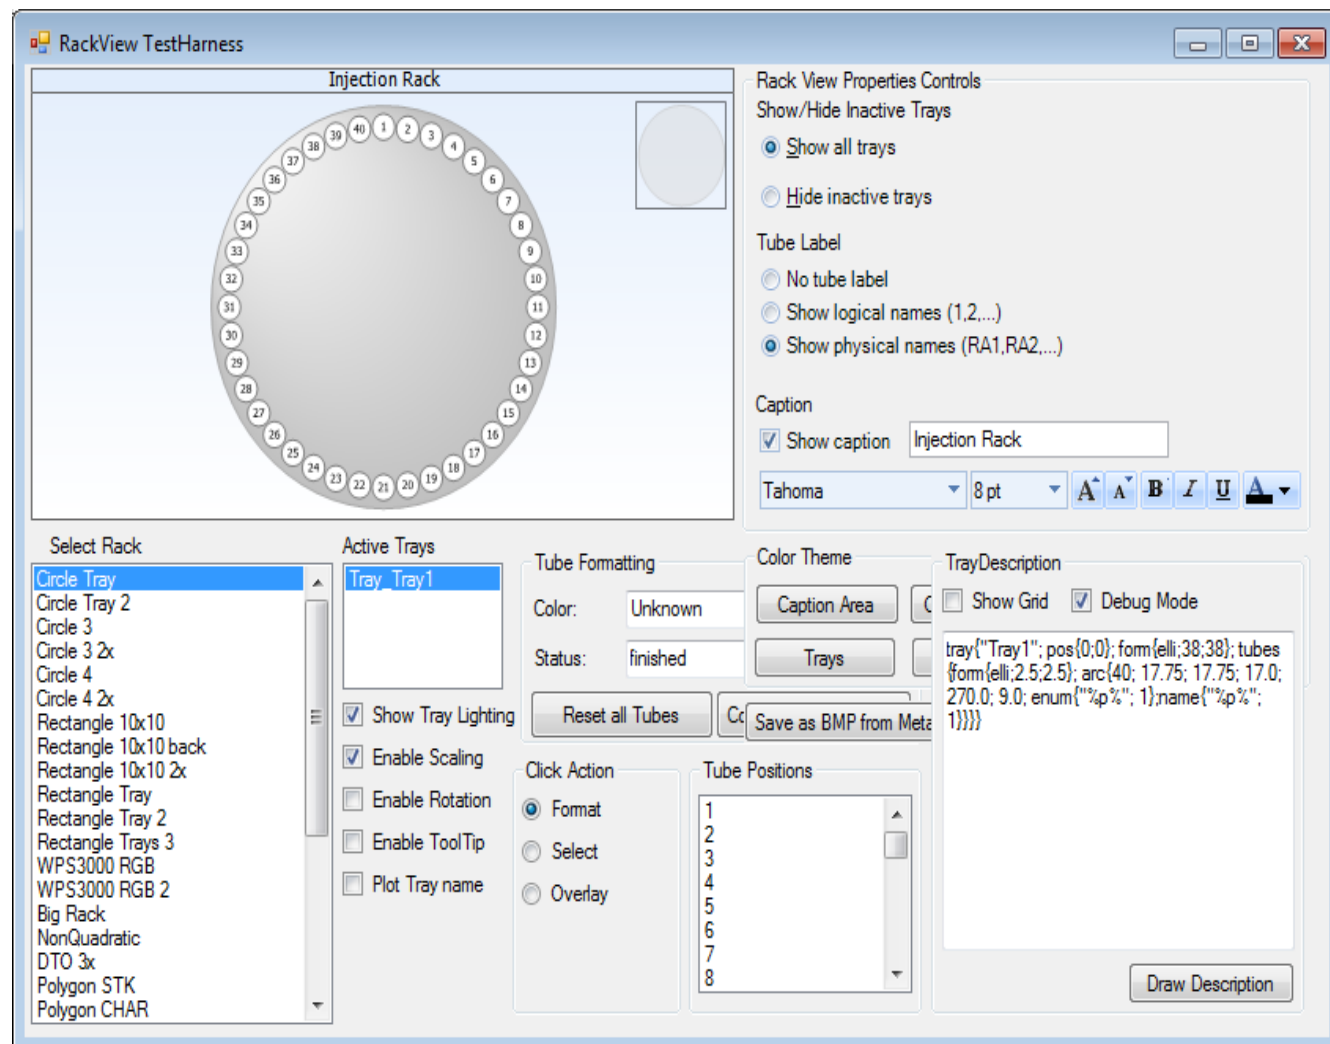 RackView TestHarness
Injection Rack
1
2
3
4
5
6
7
8
9
10
11
12
13
14
15
16
17
18
19
20
21
22
23
24
25
26
27
28
29
30
31
32
33
34
35
36
37
38
39
40
Rack View Properties Controls
Show/Hide Inactive Trays
Show all trays
Hide inactive trays
Tube Label
No tube label
Show logical names (1,2,...)
Show physical names (RA1,RA2,...)
Caption
Show caption Injection Rack
Tahoma 8 pt A A B I U A
Select Rack
Circle Tray
Circle Tray 2
Circle 3
Circle 3 2x
Circle 4
Circle 4 2x
Rectangle 10x10
Rectangle 10x10 back
Rectangle 10x10 2x
Rectangle Tray
Rectangle Tray 2
Rectangle Trays 3
WPS3000 RGB
WPS3000 RGB 2
Big Rack
NonQuadratic
DTO 3x
Polygon STK
Polygon CHAR
Active Trays
Tray_Tray1
Show Tray Lighting
Enable Scaling
Enable Rotation
Enable ToolTip
Plot Tray name
Tube Formatting
Color: Unknown
Status: finished
Reset all Tubes
Click Action
Format
Select
Overlay
Color Theme
Caption Area
Trays
Save as BMP from Meta
Tube Positions
1
2
3
4
5
6
7
8
TrayDescription
Show Grid Debug Mode
tray{"Tray1"; pos{0;0}; form{elli;38;38}; tubes
{form{elli;2.5;2.5}; arc{40; 17.75; 17.75; 17.0;
270.0; 9.0; enum{"%p%"; 1};name{"%p%";
1}}}}
Draw Description